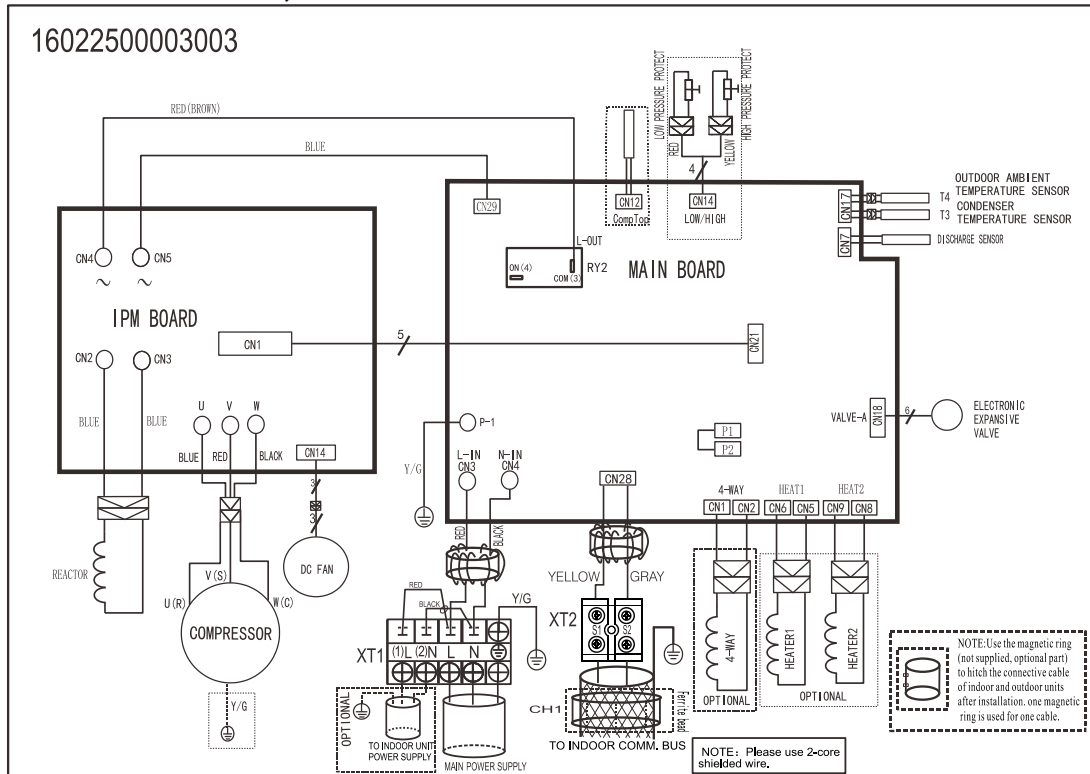 16022500003003
RED(BROWN)
BLUE
LOW PRESSURE PROTECT
HIGH PRESSURE PROTECT
RED
YELLOW
4
CN12
CompTop
CN14
LOW/HIGH
CN29
CN17
T4
OUTDOOR AMBIENT
TEMPERATURE SENSOR
T3
CONDENSER
TEMPERATURE SENSOR
CN7
DISCHARGE SENSOR
L-OUT
ON(4)
COM(3)
RY2
MAIN BOARD
CN4
CN5
~
~
IPM BOARD
CN1
5
CN21
CN2
CN3
BLUE
BLUE
U
V
W
BLUE
RED
BLACK
CN14
3
3
DC FAN
REACTOR
V(S)
U(R)
W(C)
COMPRESSOR
Y/G
P-1
Y/G
L-IN
CN3
N-IN
CN4
RED
BLACK
CN28
P1
P2
VALVE-A
CN18
6
ELECTRONIC
EXPANSIVE
VALVE
4-WAY
HEAT1
HEAT2
CN1
CN2
CN6
CN5
CN9
CN8
RED
BLACK
Y/G
XT1
(1)L
(2)N
L
N
OPTIONAL
TO INDOOR UNIT
POWER SUPPLY
MAIN POWER SUPPLY
YELLOW
GRAY
XT2
S1
S2
CH1
Ferrite bead
TO INDOOR COMM. BUS
4-WAY
OPTIONAL
HEATER1
HEATER2
OPTIONAL
NOTE: Please use 2-core
shielded wire.
NOTE:Use the magnetic ring
(not supplied, optional part)
to hitch the connective cable
of indoor and outdoor units
after installation. one magnetic
ring is used for one cable.